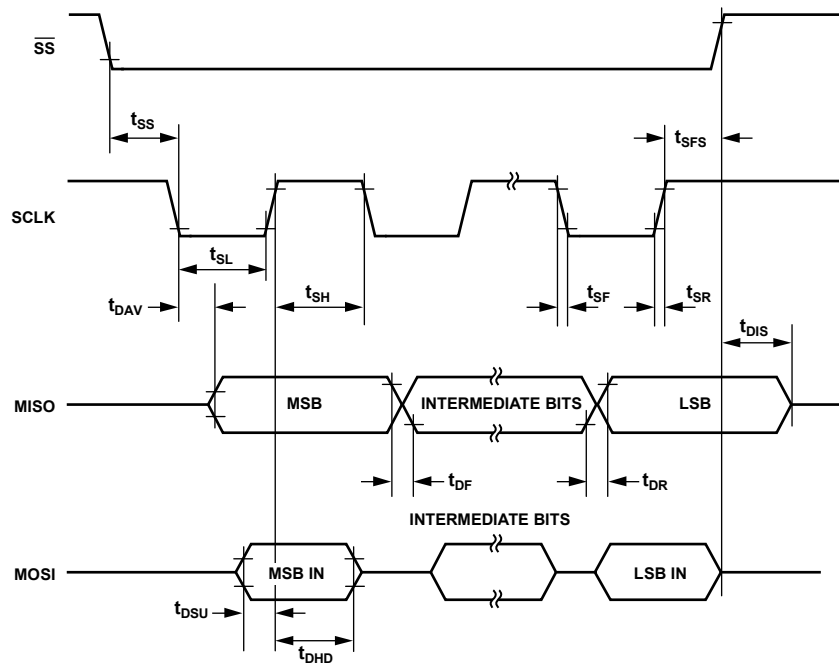 SS
tSS
tSFS
SCLK
tSL
tDAV
tSH
tSF
tSR
tDIS
MISO
MSB
INTERMEDIATE BITS
LSB
tDF
tDR
INTERMEDIATE BITS
MOSI
MSB IN
LSB IN
tDSU
tDHD